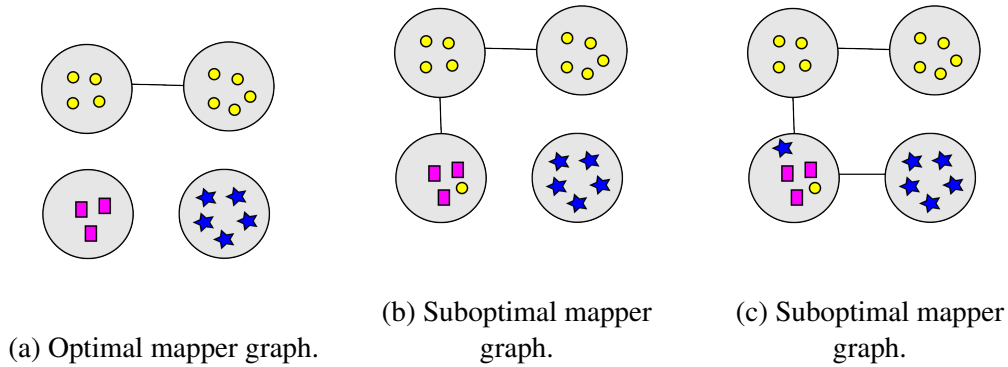 (a) Optimal mapper graph.
(b) Suboptimal mapper
graph.
(c) Suboptimal mapper
graph.